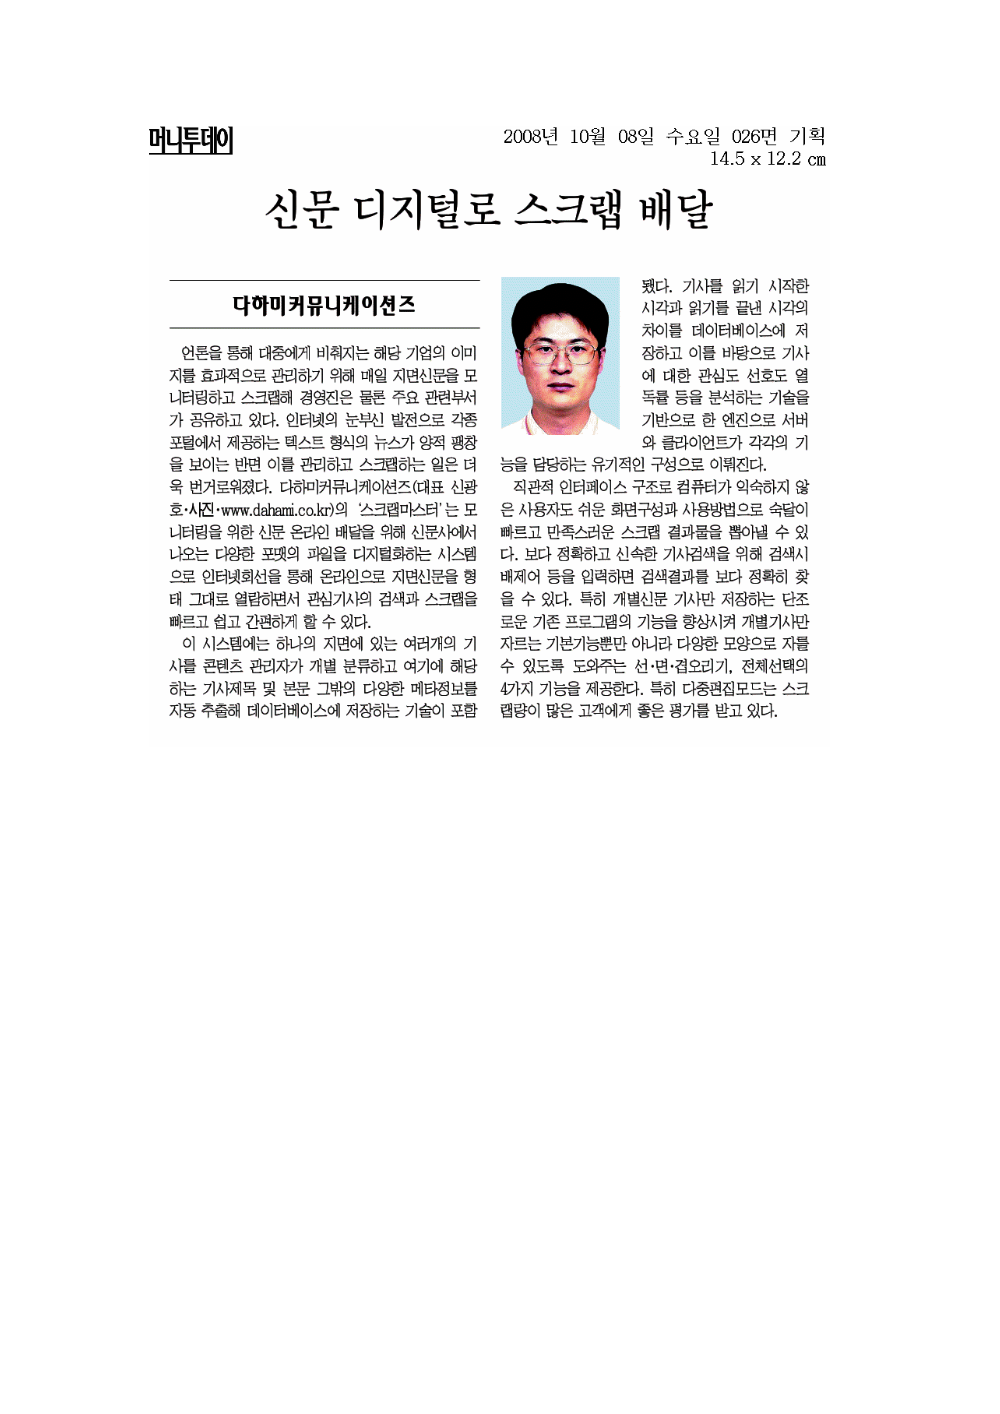 머니투데이
2008년 10월 08일 수요일 026면 기획
14.5 x 12.2 cm
신문 디지털로 스크랩 배달
다하미커뮤니케이션즈
언론을 통해 대중에게 비춰지는 해당 기업의 이미
지를 효과적으로 관리하기 위해 매일 지면신문을 모
니터링하고 스크랩해 경영진은 물론 주요 관련부서
가 공유하고 있다. 인터넷의 눈부신 발전으로 각종
포털에서 제공하는 텍스트 형식의 뉴스가 양적 팽창
을 보이는 반면 이를 관리하고 스크랩하는 일은 더
욱 번거로워졌다. 다하미커뮤니케이션즈(대표 신광
호·사진·www.dahami.co.kr)의 ‘스크랩마스터’는 모
니터링을 위한 신문 온라인 배달을 위해 신문사에서
나오는 다양한 포맷의 파일을 디지털화하는 시스템
으로 인터넷회선을 통해 온라인으로 지면신문을 형
태 그대로 열람하면서 관심기사의 검색과 스크랩을
빠르고 쉽고 간편하게 할 수 있다.
이 시스템에는 하나의 지면에 있는 여러개의 기
사를 콘텐츠 관리자가 개별 분류하고 여기에 해당
하는 기사제목 및 본문 그밖의 다양한 메타정보를
자동 추출해 데이터베이스에 저장하는 기술이 포함
됐다. 기사를 읽기 시작한
시각과 읽기를 끝낸 시각의
차이를 데이터베이스에 저
장하고 이를 바탕으로 기사
에 대한 관심도 선호도 열
독률 등을 분석하는 기술을
기반으로 한 엔진으로 서버
와 클라이언트가 각각의 기
능을 담당하는 유기적인 구성으로 이뤄진다.
직관적 인터페이스 구조로 컴퓨터가 익숙하지 않
은 사용자도 쉬운 화면구성과 사용방법으로 숙달이
빠르고 만족스러운 스크랩 결과물을 뽑아낼 수 있
다. 보다 정확하고 신속한 기사검색을 위해 검색시
배제어 등을 입력하면 검색결과를 보다 정확히 찾
을 수 있다. 특히 개별신문 기사만 저장하는 단조
로운 기존 프로그램의 기능을 향상시켜 개별기사만
자르는 기본기능뿐만 아니라 다양한 모양으로 자를
수 있도록 도와주는 선·면·겹오리기, 전체선택의
4가지 기능을 제공한다. 특히 다중편집모드는 스크
랩량이 많은 고객에게 좋은 평가를 받고 있다.